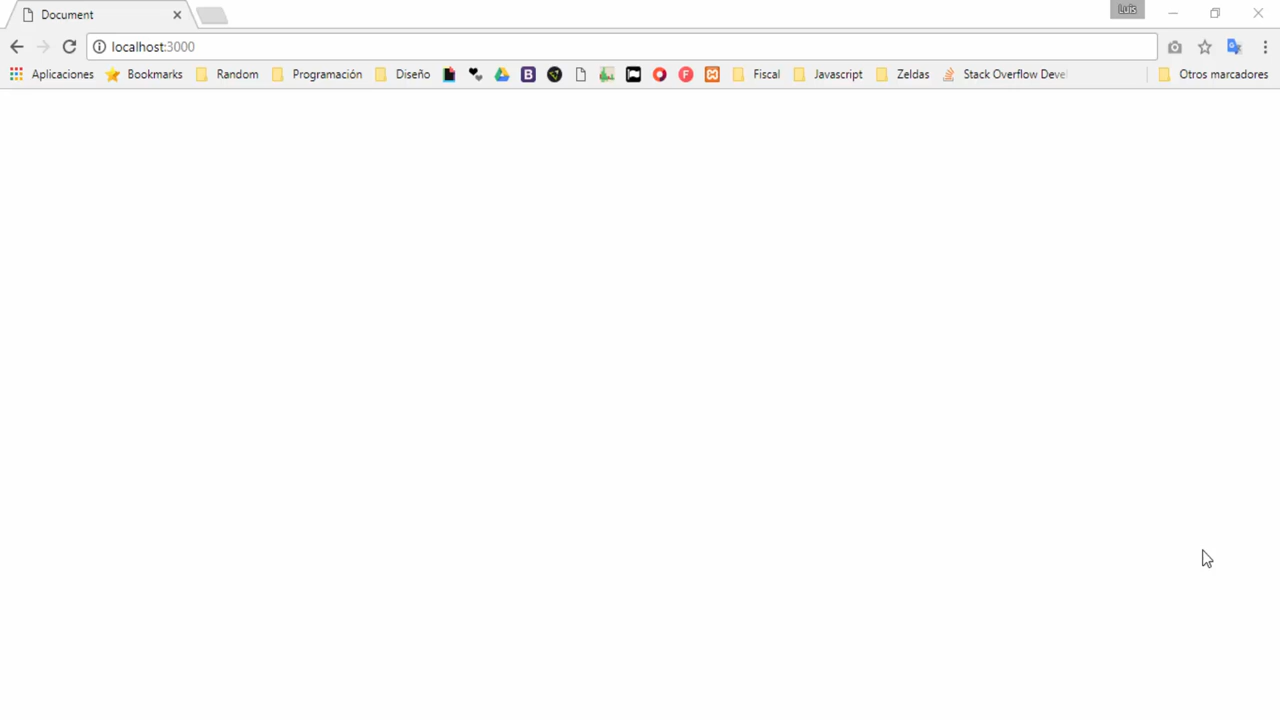 Document
Luis
localhost:3000
Aplicaciones Bookmarks Random Programación Diseño B F Fiscal Javascript Zeldas Stack Overflow Deve Otros marcadores